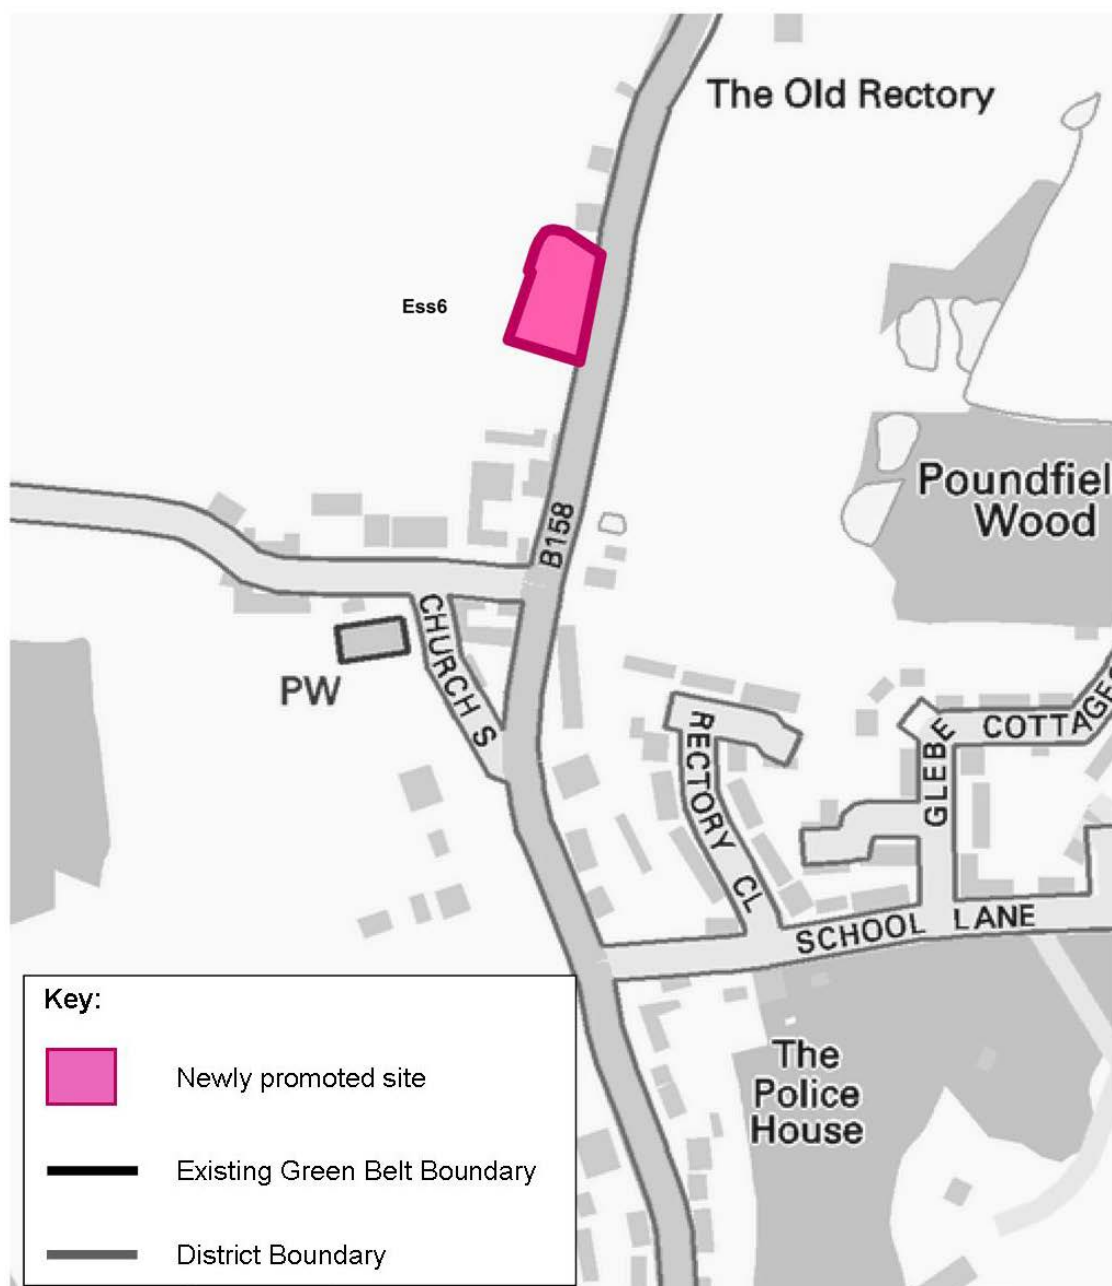 The Old Rectory
Ess6
Poundfiel
Wood
B158
CHURCH S
PW
RECTORY CL
GLEBE
COTTAGES
SCHOOL LANE
The
Police
House
Key:
Newly promoted site
Existing Green Belt Boundary
District Boundary